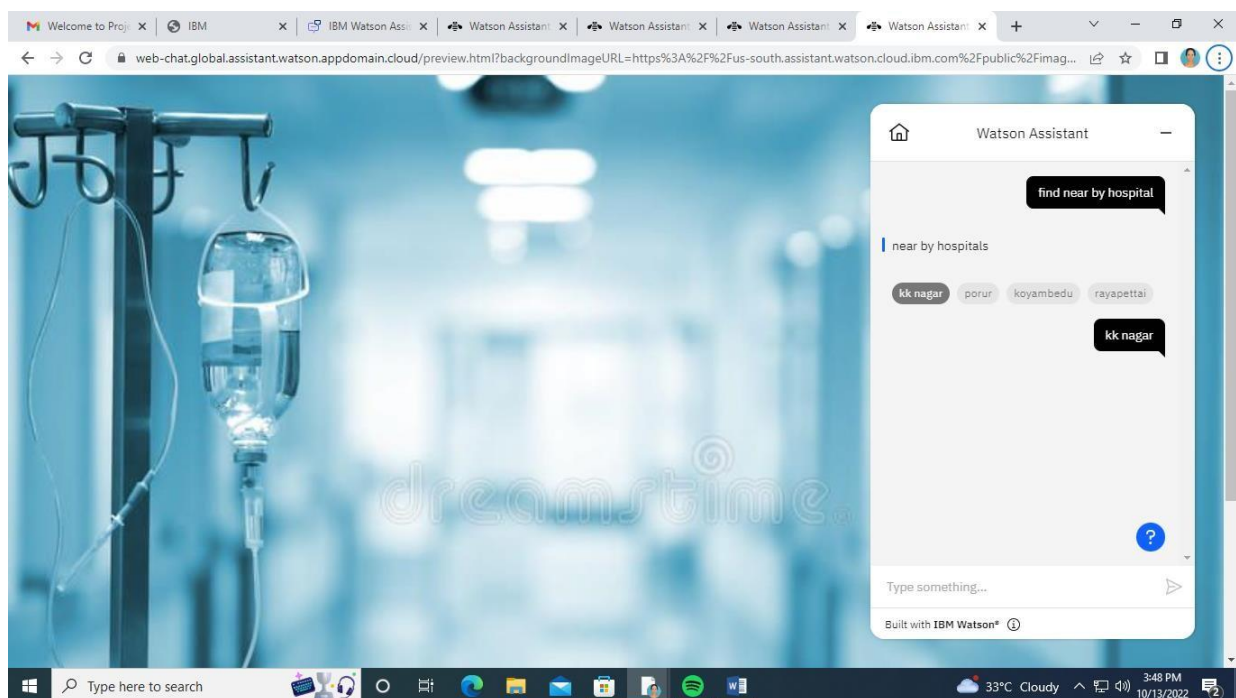 Welcome to Proje
IBM
IBM Watson Assis
Watson Assistant
Watson Assistant
Watson Assistant
Watson Assistant
web-chat.global.assistant.watson.appdomain.cloud/preview.html?backgroundImageURL=https%3A%2F%2Fus-south.assistant.watson.cloud.ibm.com%2Fpublic%2Fimag...
Watson Assistant
find near by hospital
near by hospitals
kk nagar porur koyambedu rayapettai
kk nagar
dreamstime
?
Type something...
Built with IBM Watson®
Type here to search
33°C Cloudy
3:48 PM
10/13/2022
2